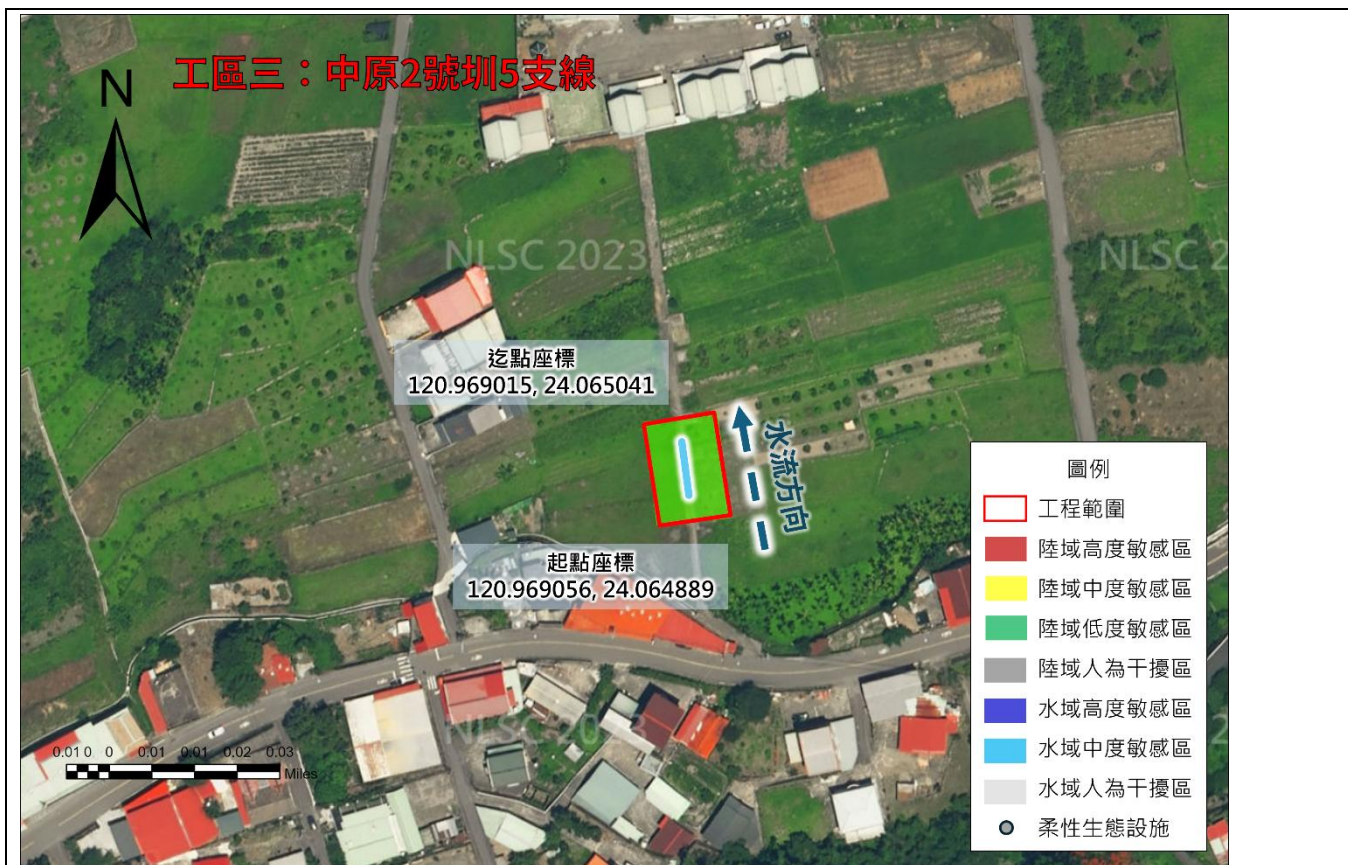 工區三：中原2號圳5支線
N
NLSC 2023
NLSC 2
迄點座標
120.969015, 24.065041
水流方向
起點座標
120.969056, 24.064889
圖例
工程範圍
陸域高度敏感區
陸域中度敏感區
陸域低度敏感區
陸域人為干擾區
水域高度敏感區
水域中度敏感區
水域人為干擾區
柔性生態設施
0.01 0 0 0.01 0.01 0.02 0.03
Miles